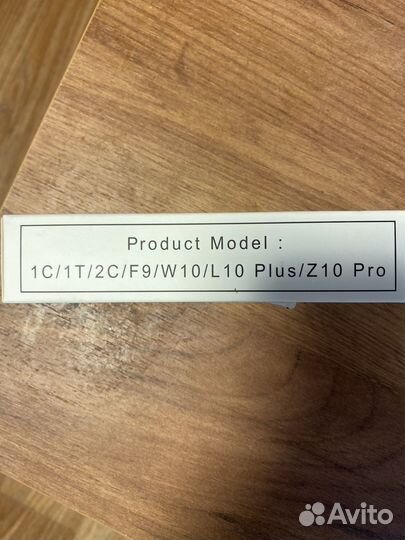 Product Model :
1C/1T/2C/F9/W10/L10 Plus/Z10 Pro
Avito